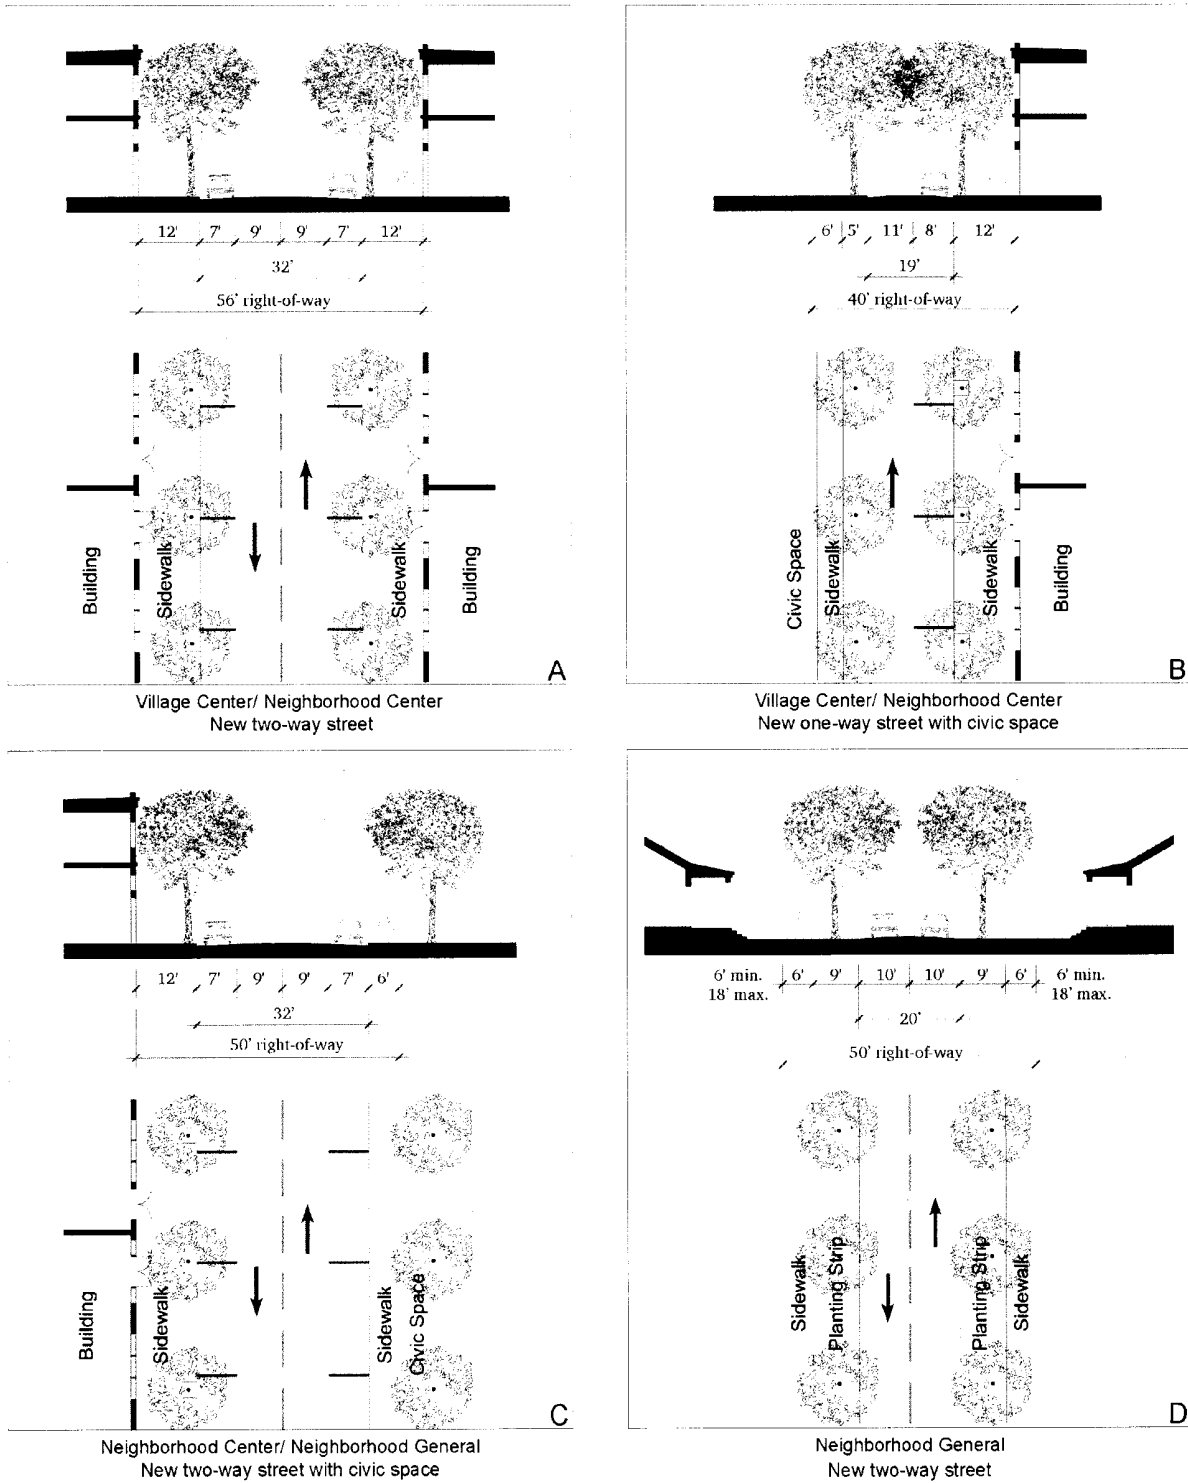 12' 7' 9' 9' 7' 12'
32'
56' right-of-way
Building
Sidewalk
Sidewalk
Building
A
Village Center/ Neighborhood Center
New two-way street
6' 5' 11' 8' 12'
19'
40' right-of-way
Civic Space
Sidewalk
Sidewalk
Building
B
Village Center/ Neighborhood Center
New one-way street with civic space
12' 7' 9' 9' 7' 6'
32'
50' right-of-way
Building
Sidewalk
Sidewalk
Civic Space
C
Neighborhood Center/ Neighborhood General
New two-way street with civic space
6' min. 6' 9' 10' 10' 9' 6' 6' min.
18' max. 18' max.
20'
50' right-of-way
Sidewalk
Planting Strip
Planting Strip
Sidewalk
D
Neighborhood General
New two-way street